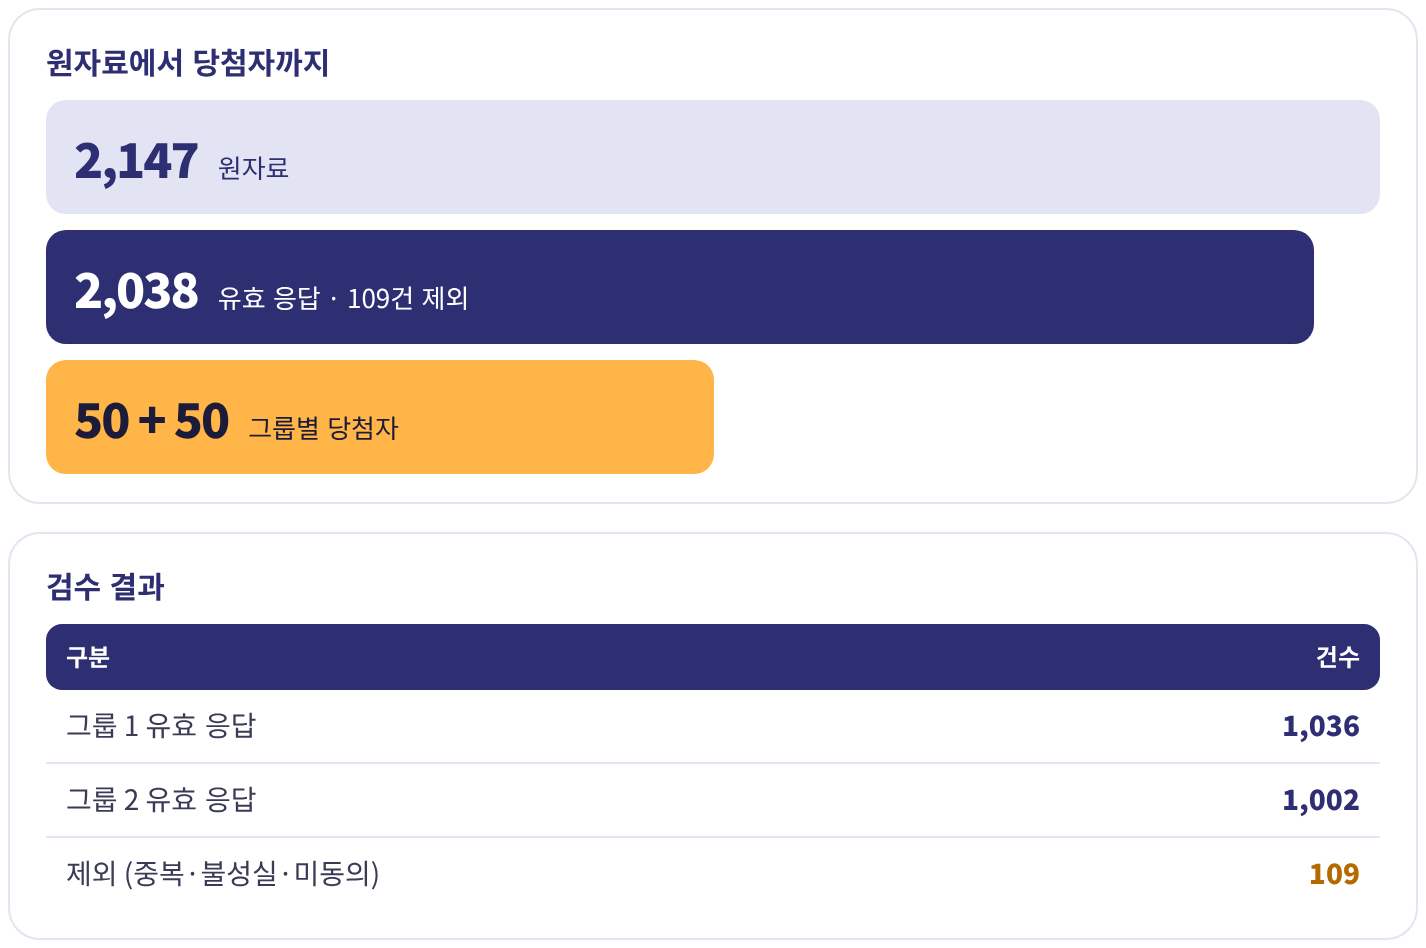 원자료에서 당첨자까지
2,147 원자료
2,038 유효 응답 · 109건 제외
50 + 50 그룹별 당첨자
검수 결과
구분 건수
그룹 1 유효 응답 1,036
그룹 2 유효 응답 1,002
제외 (중복·불성실·미동의) 109